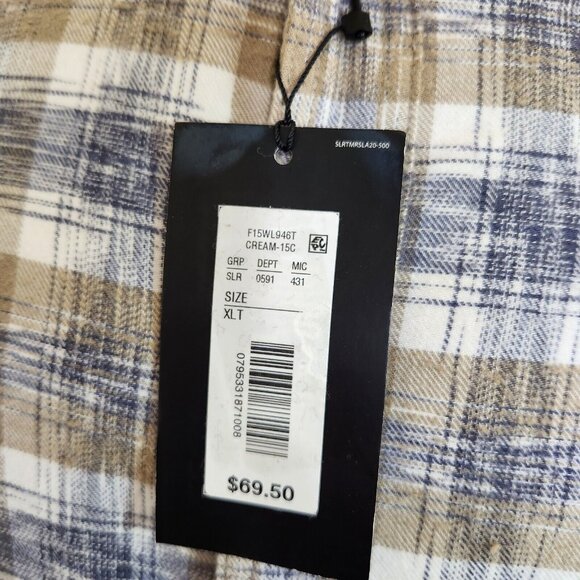 SLRTMRSLA20-500
F15WL946T
CREAM-15C
GRP DEPT MIC
SLR 0591 431
SIZE
XLT
0795331871008
$69.50